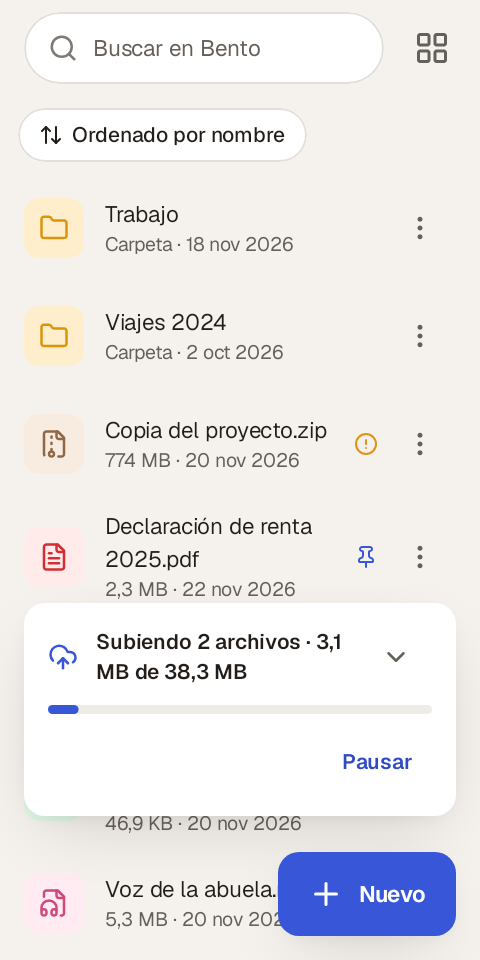 Buscar en Bento
Ordenado por nombre
Trabajo
Carpeta · 18 nov 2026
Viajes 2024
Carpeta · 2 oct 2026
Copia del proyecto.zip
774 MB · 20 nov 2026
Declaración de renta
2025.pdf
2,3 MB · 22 nov 2026
Subiendo 2 archivos · 3,1
MB de 38,3 MB
Pausar
46,9 KB · 20 nov 2026
Voz de la abuela.
5,3 MB · 20 nov 202
Nuevo